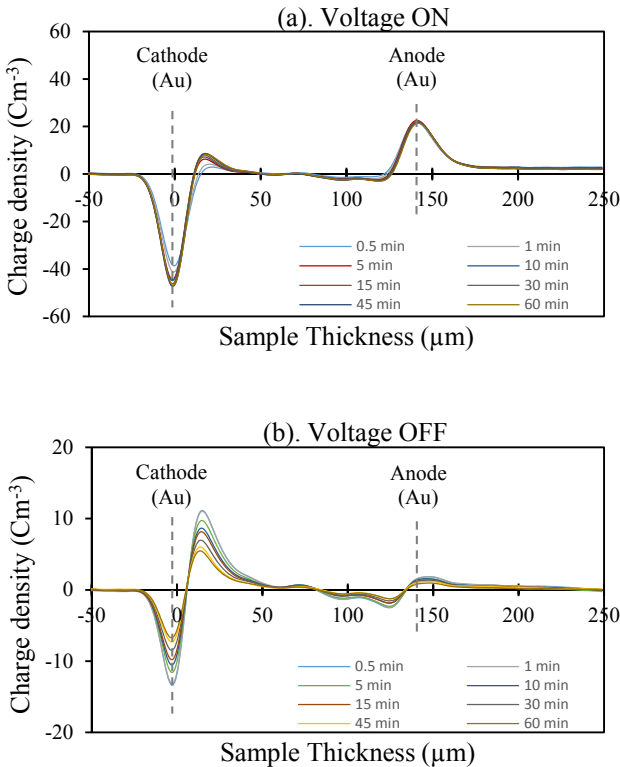 (a). Voltage ON
Charge density (Cm⁻³)
60
40
20
0
-20
-40
-60
Cathode
(Au)
Anode
(Au)
-50 0 50 100 150 200 250
0.5 min 1 min
5 min 10 min
15 min 30 min
45 min 60 min
Sample Thickness (µm)
(b). Voltage OFF
Charge density (Cm⁻³)
20
10
0
-10
-20
Cathode
(Au)
Anode
(Au)
-50 0 50 100 150 200 250
0.5 min 1 min
5 min 10 min
15 min 30 min
45 min 60 min
Sample Thickness (µm)